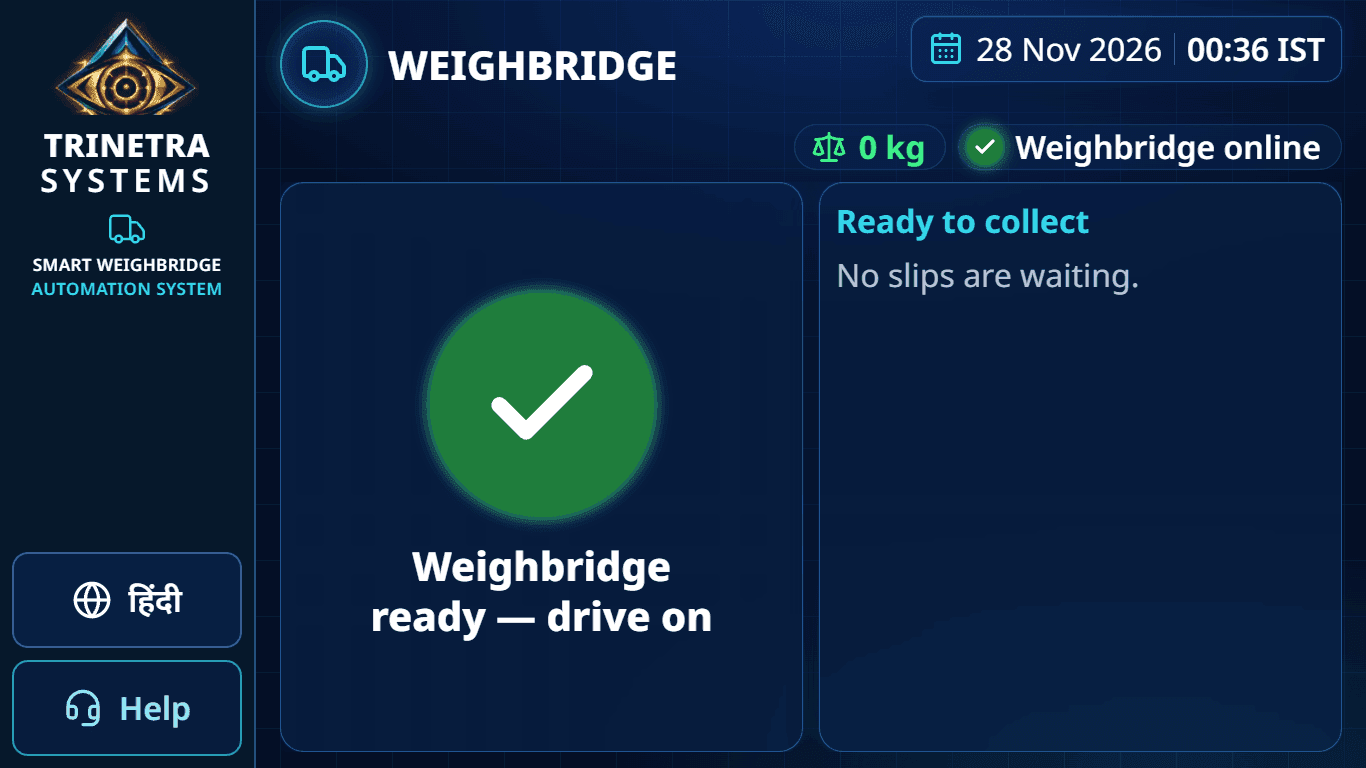 TRINETRA
SYSTEMS
SMART WEIGHBRIDGE
AUTOMATION SYSTEM
हिंदी
Help
WEIGHBRIDGE
28 Nov 2026 00:36 IST
0 kg
Weighbridge online
Weighbridge
ready — drive on
Ready to collect
No slips are waiting.